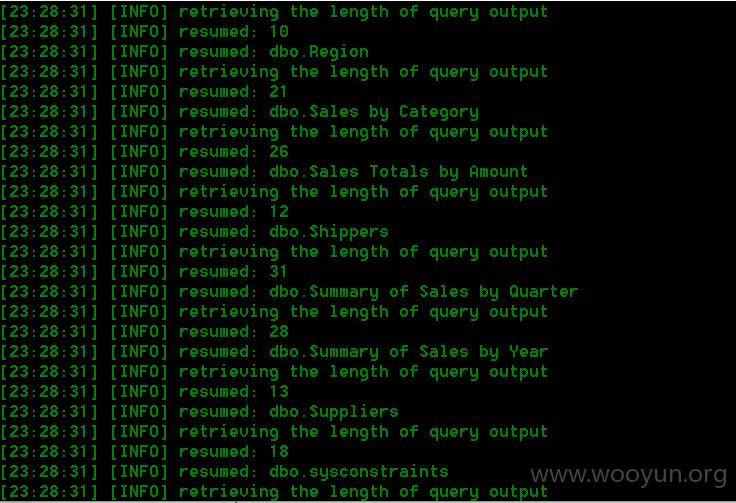 [23:28:31] [INFO] retrieving the length of query output
[23:28:31] [INFO] resumed: 10
[23:28:31] [INFO] resumed: dbo.Region
[23:28:31] [INFO] retrieving the length of query output
[23:28:31] [INFO] resumed: 21
[23:28:31] [INFO] resumed: dbo.Sales by Category
[23:28:31] [INFO] retrieving the length of query output
[23:28:31] [INFO] resumed: 26
[23:28:31] [INFO] resumed: dbo.Sales Totals by Amount
[23:28:31] [INFO] retrieving the length of query output
[23:28:31] [INFO] resumed: 12
[23:28:31] [INFO] resumed: dbo.Shippers
[23:28:31] [INFO] retrieving the length of query output
[23:28:31] [INFO] resumed: 31
[23:28:31] [INFO] resumed: dbo.Summary of Sales by Quarter
[23:28:31] [INFO] retrieving the length of query output
[23:28:31] [INFO] resumed: 28
[23:28:31] [INFO] resumed: dbo.Summary of Sales by Year
[23:28:31] [INFO] retrieving the length of query output
[23:28:31] [INFO] resumed: 13
[23:28:31] [INFO] resumed: dbo.Suppliers
[23:28:31] [INFO] retrieving the length of query output
[23:28:31] [INFO] resumed: 18
[23:28:31] [INFO] resumed: dbo.sysconstraints
[23:28:31] [INFO] retrieving the length of query output
www.wooyun.org